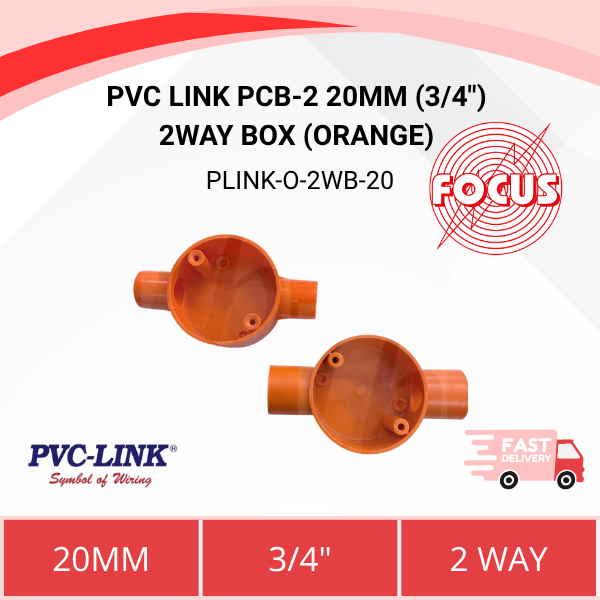 PVC LINK PCB-2 20MM (3/4")
2WAY BOX (ORANGE)
PLINK-O-2WB-20
FOCUS
PVC-LINK®
Symbol of Wiring
FAST
DELIVERY
20MM
3/4"
2 WAY